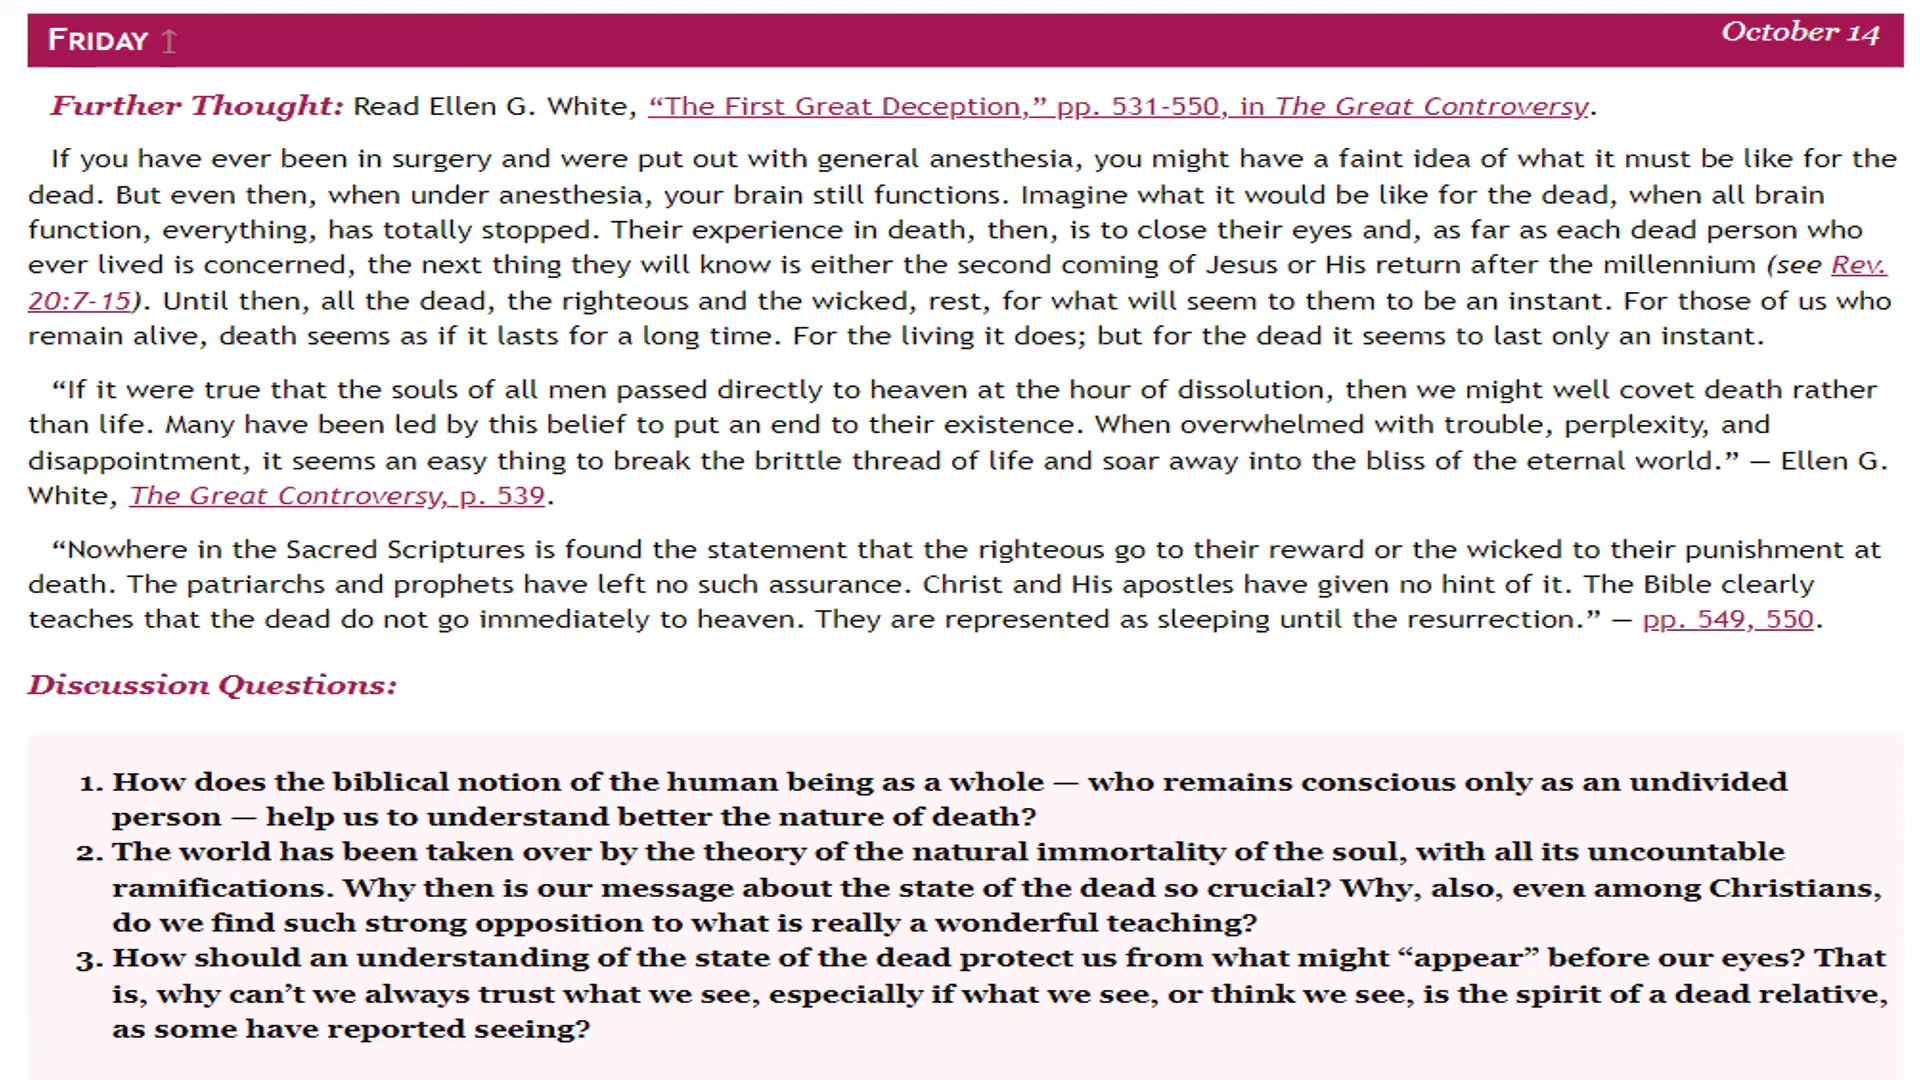 FRIDAY ↥
October 14
Further Thought: Read Ellen G. White, “The First Great Deception,” pp. 531-550, in The Great Controversy.
If you have ever been in surgery and were put out with general anesthesia, you might have a faint idea of what it must be like for the
dead. But even then, when under anesthesia, your brain still functions. Imagine what it would be like for the dead, when all brain
function, everything, has totally stopped. Their experience in death, then, is to close their eyes and, as far as each dead person who
ever lived is concerned, the next thing they will know is either the second coming of Jesus or His return after the millennium (see Rev.
20:7-15). Until then, all the dead, the righteous and the wicked, rest, for what will seem to them to be an instant. For those of us who
remain alive, death seems as if it lasts for a long time. For the living it does; but for the dead it seems to last only an instant.
“If it were true that the souls of all men passed directly to heaven at the hour of dissolution, then we might well covet death rather
than life. Many have been led by this belief to put an end to their existence. When overwhelmed with trouble, perplexity, and
disappointment, it seems an easy thing to break the brittle thread of life and soar away into the bliss of the eternal world.” — Ellen G.
White, The Great Controversy, p. 539.
“Nowhere in the Sacred Scriptures is found the statement that the righteous go to their reward or the wicked to their punishment at
death. The patriarchs and prophets have left no such assurance. Christ and His apostles have given no hint of it. The Bible clearly
teaches that the dead do not go immediately to heaven. They are represented as sleeping until the resurrection.” — pp. 549, 550.
Discussion Questions:
1. How does the biblical notion of the human being as a whole — who remains conscious only as an undivided
person — help us to understand better the nature of death?
2. The world has been taken over by the theory of the natural immortality of the soul, with all its uncountable
ramifications. Why then is our message about the state of the dead so crucial? Why, also, even among Christians,
do we find such strong opposition to what is really a wonderful teaching?
3. How should an understanding of the state of the dead protect us from what might “appear” before our eyes? That
is, why can’t we always trust what we see, especially if what we see, or think we see, is the spirit of a dead relative,
as some have reported seeing?